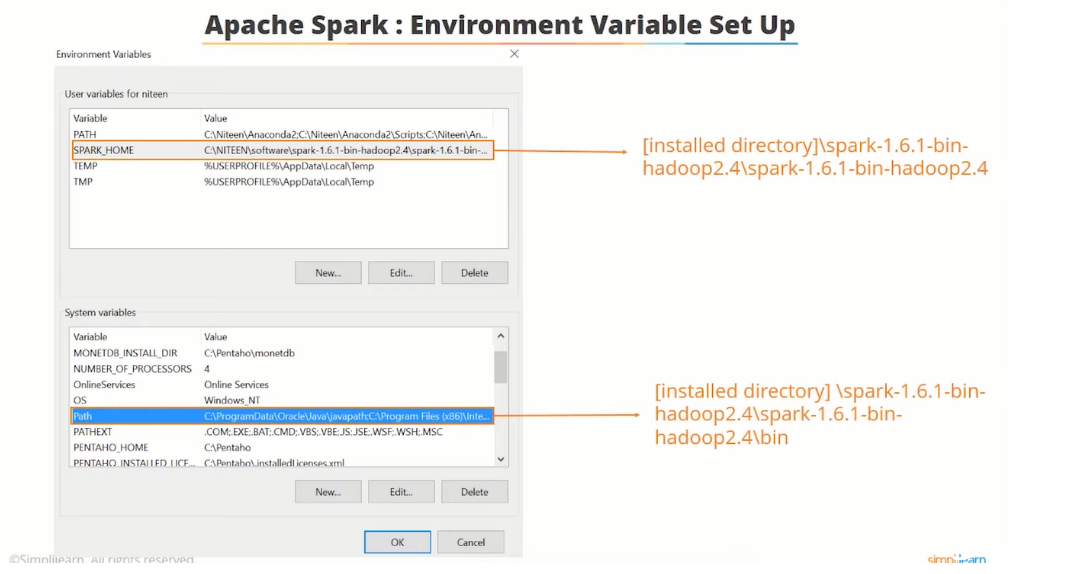 Apache Spark : Environment Variable Set Up
Environment Variables
User variables for niteen
Variable Value
PATH C:\Niteen\Anaconda2;C:\Niteen\Anaconda2\Scripts;C:\Niteen\An...
SPARK_HOME C:\NITEEN\software\spark-1.6.1-bin-hadoop2.4\spark-1.6.1-bin-...
TEMP %USERPROFILE%\AppData\Local\Temp
TMP %USERPROFILE%\AppData\Local\Temp
[installed directory]\spark-1.6.1-bin-
hadoop2.4\spark-1.6.1-bin-hadoop2.4
New... Edit... Delete
System variables
Variable Value
MONETDB_INSTALL_DIR C:\Pentaho\monetdb
NUMBER_OF_PROCESSORS 4
OnlineServices Online Services
OS Windows_NT
Path C:\ProgramData\Oracle\Java\javapath;C:\Program Files (x86)\Inte...
PATHEXT .COM;.EXE;.BAT;.CMD;.VBS;.VBE;.JS;.JSE;.WSF;.WSH;.MSC
PENTAHO_HOME C:\Pentaho
PENTAHO_INSTALLED_LICE... C:\Pentaho\.installedLicenses.xml
[installed directory] \spark-1.6.1-bin-
hadoop2.4\spark-1.6.1-bin-
hadoop2.4\bin
New... Edit... Delete
OK Cancel
©Simplilearn. All rights reserved.
simplilearn